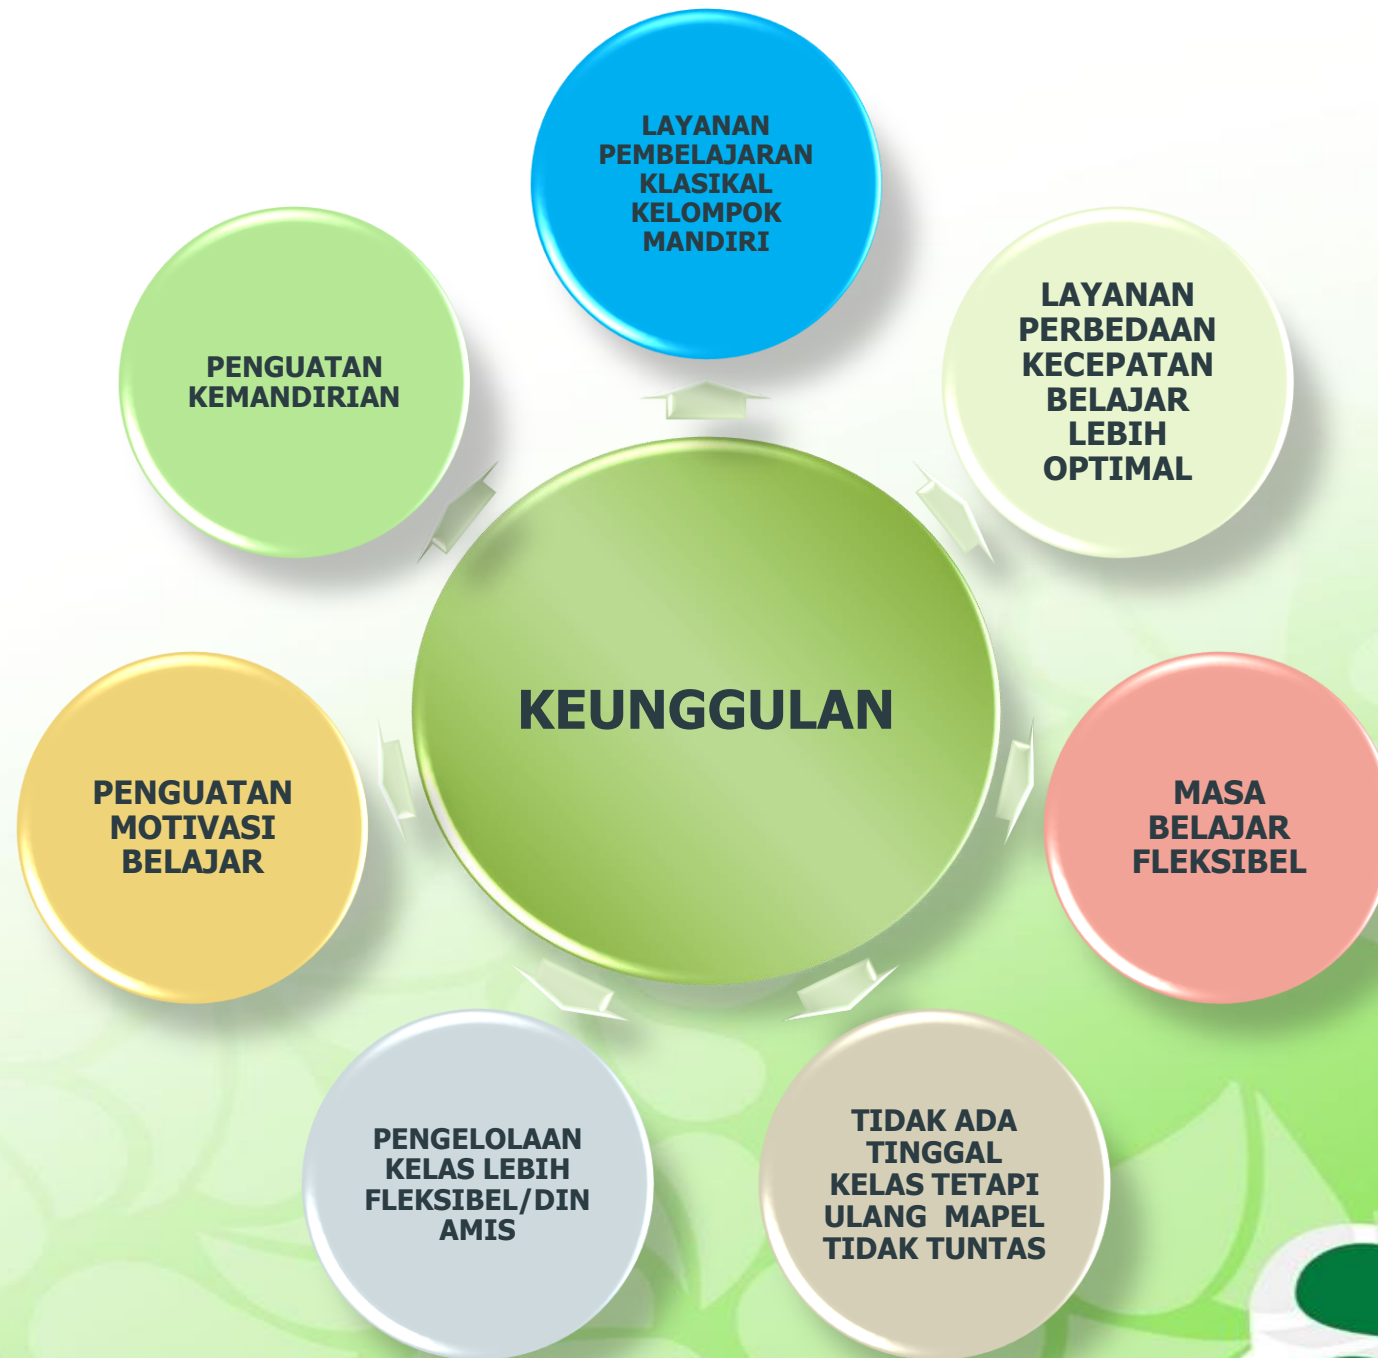 LAYANAN
PEMBELAJARAN
KLASIKAL
KELOMPOK
MANDIRI
LAYANAN
PERBEDAAN
KECEPATAN
BELAJAR
LEBIH
OPTIMAL
PENGUATAN
KEMANDIRIAN
KEUNGGULAN
PENGUATAN
MOTIVASI
BELAJAR
MASA
BELAJAR
FLEKSIBEL
PENGELOLAAN
KELAS LEBIH
FLEKSIBEL/DIN
AMIS
TIDAK ADA
TINGGAL
KELAS TETAPI
ULANG  MAPEL
TIDAK TUNTAS